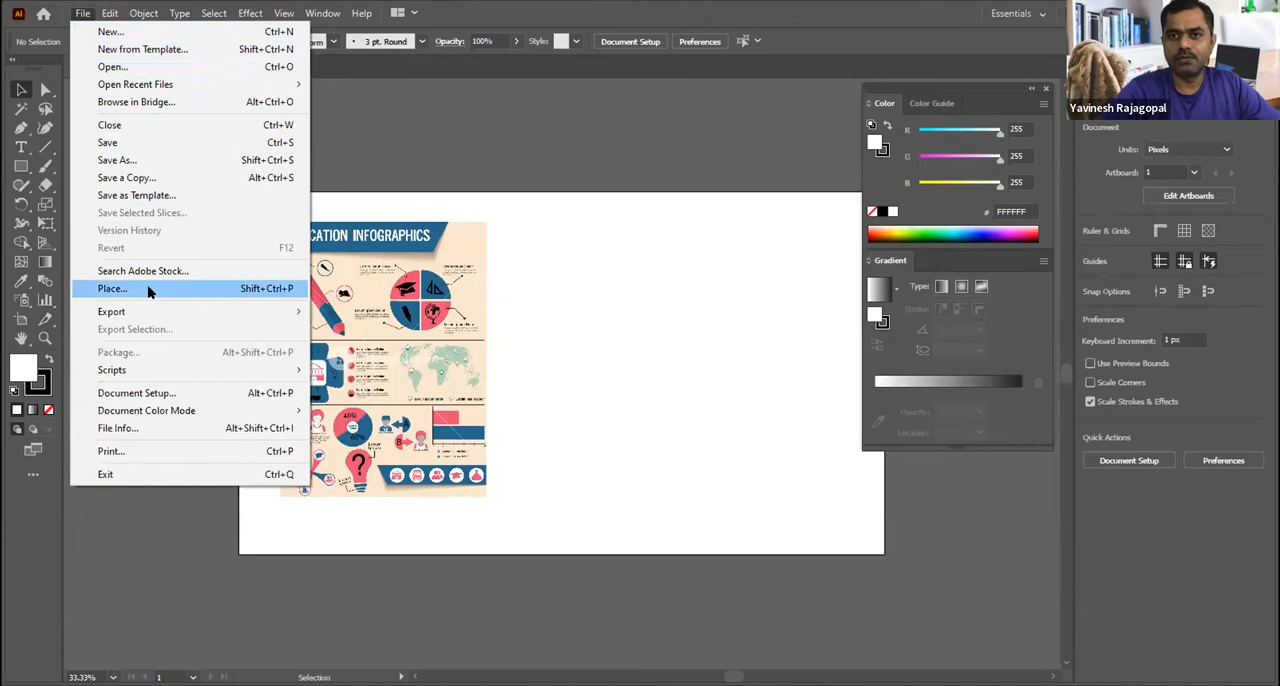 Ai File Edit Object Type Select Effect View Window Help Essentials
No Selection 3 pt. Round Opacity: 100% Style: Document Setup Preferences
New... Ctrl+N
New from Template... Shift+Ctrl+N
Open... Ctrl+O
Open Recent Files
Browse in Bridge... Alt+Ctrl+O
Close Ctrl+W
Save Ctrl+S
Save As... Shift+Ctrl+S
Save a Copy... Alt+Ctrl+S
Save as Template...
Save Selected Slices...
Version History
Revert F12
Search Adobe Stock...
Place... Shift+Ctrl+P
Export
Export Selection...
Package... Alt+Shift+Ctrl+P
Scripts
Document Setup... Alt+Ctrl+P
Document Color Mode
File Info... Alt+Shift+Ctrl+I
Print... Ctrl+P
Exit Ctrl+Q
CATION INFOGRAPHICS
40%
60%
A
B
?
Color Color Guide
R 255
G 255
B 255
# FFFFFF
Gradient
Type:
Stroke:
Opacity:
Location:
Yavinesh Rajagopal
Document
Units: Pixels
Artboard: 1
Edit Artboards
Ruler & Grids
Guides
Snap Options
Preferences
Keyboard Increment: 1 px
Use Preview Bounds
Scale Corners
Scale Strokes & Effects
Quick Actions
Document Setup Preferences
33.33% 1 Selection